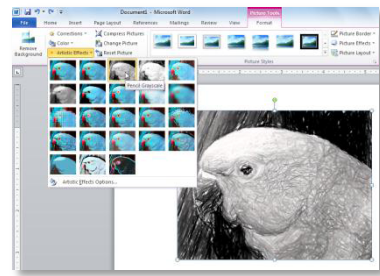 Document1 - Microsoft Word
Picture Tools
File Home Insert Page Layout References Mailings Review View Format
Remove Background
Corrections
Color
Artistic Effects
Compress Pictures
Change Picture
Reset Picture
Picture Border
Picture Effects
Picture Layout
Picture Styles
Pencil Grayscale
Artistic Effects Options...